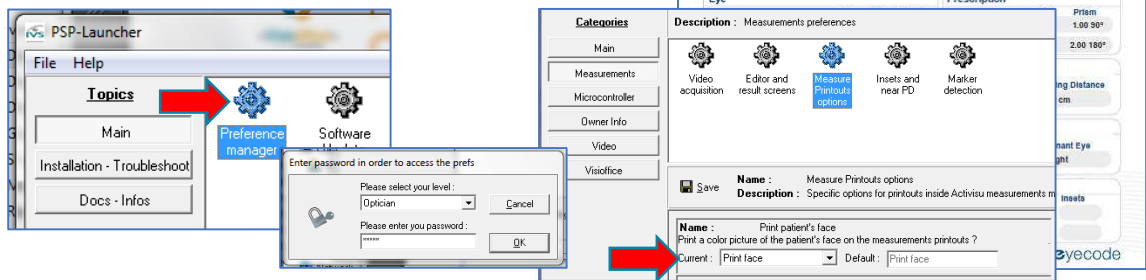 PSP-Launcher
File Help
Topics
Main
Installation - Troubleshoot
Docs - Infos
Preference
manager
Software
Enter password in order to access the prefs
Please select your level :
Optician
Cancel
Please enter you password :
*****
OK
Categories
Main
Measurements
Microcontroller
Owner Info
Video
Visioffice
Description : Measurements preferences
Video
acquisition
Editor and
result screens
Measure
Printouts
options
Insets and
near PD
Marker
detection
Save
Name : Measure Printouts options
Description : Specific options for printouts inside Activisu measurements m
Name : Print patient's face
Print a color picture of the patient's face on the measurements printouts ?
Current : Print face Default : Print face
Eye
Prescription
Prism
1.00 90°
2.00 180°
ing Distance
cm
nant Eye
ght
Insets
eyecode